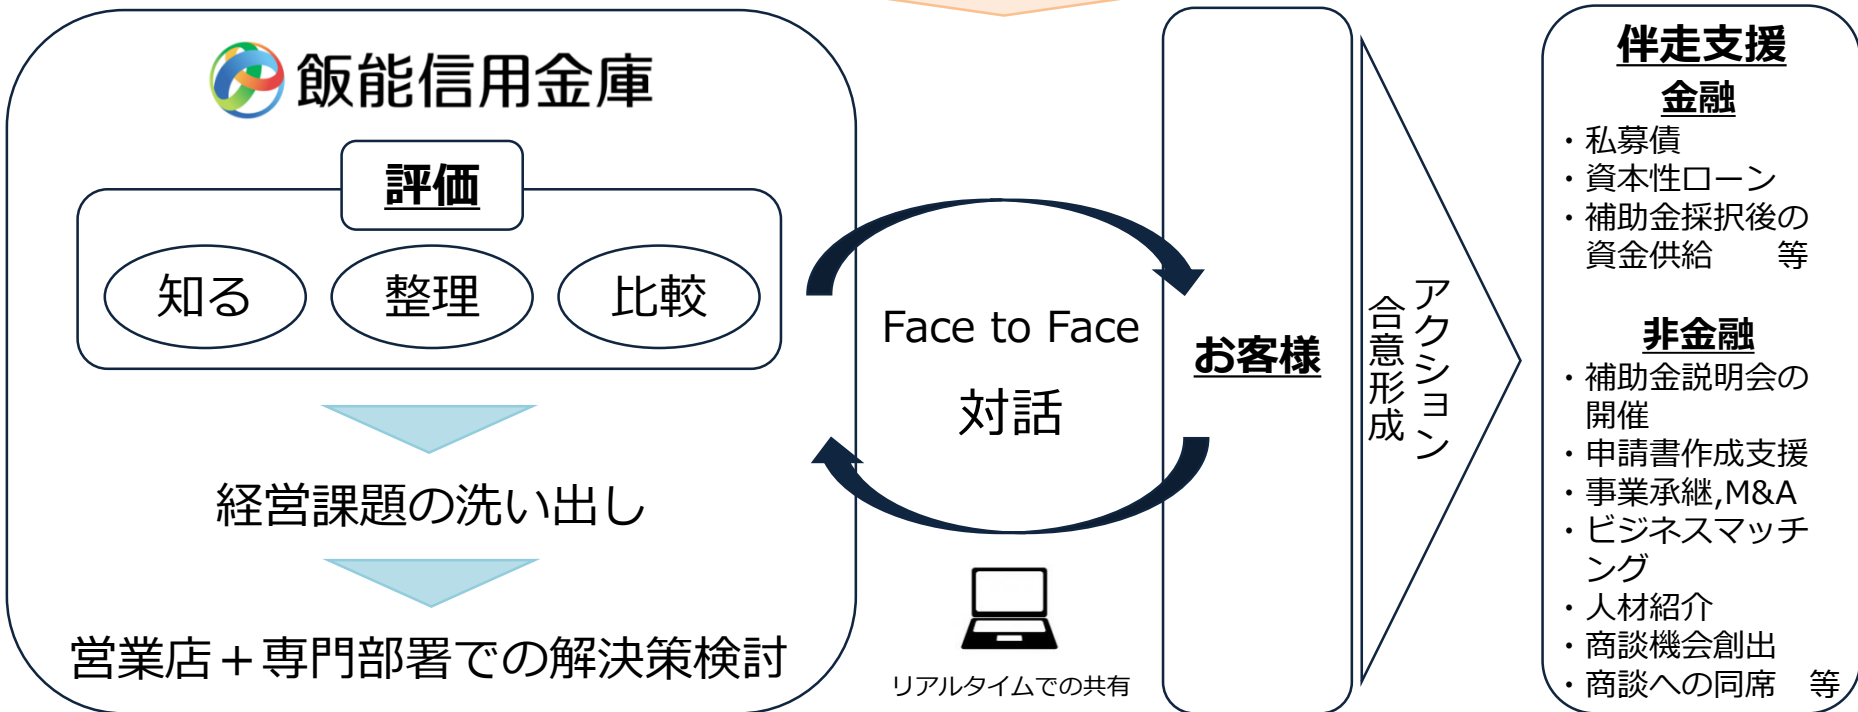 飯能信用金庫
評価
知る
整理
比較
経営課題の洗い出し
営業店＋専門部署での解決策検討
Face to Face
対話
リアルタイムでの共有
お客様
アクション
合意形成
伴走支援
金融
・私募債
・資本性ローン
・補助金採択後の
資金供給　　等
非金融
・補助金説明会の
開催
・申請書作成支援
・事業承継,M&A
・ビジネスマッチ
ング
・人材紹介
・商談機会創出
・商談への同席　等